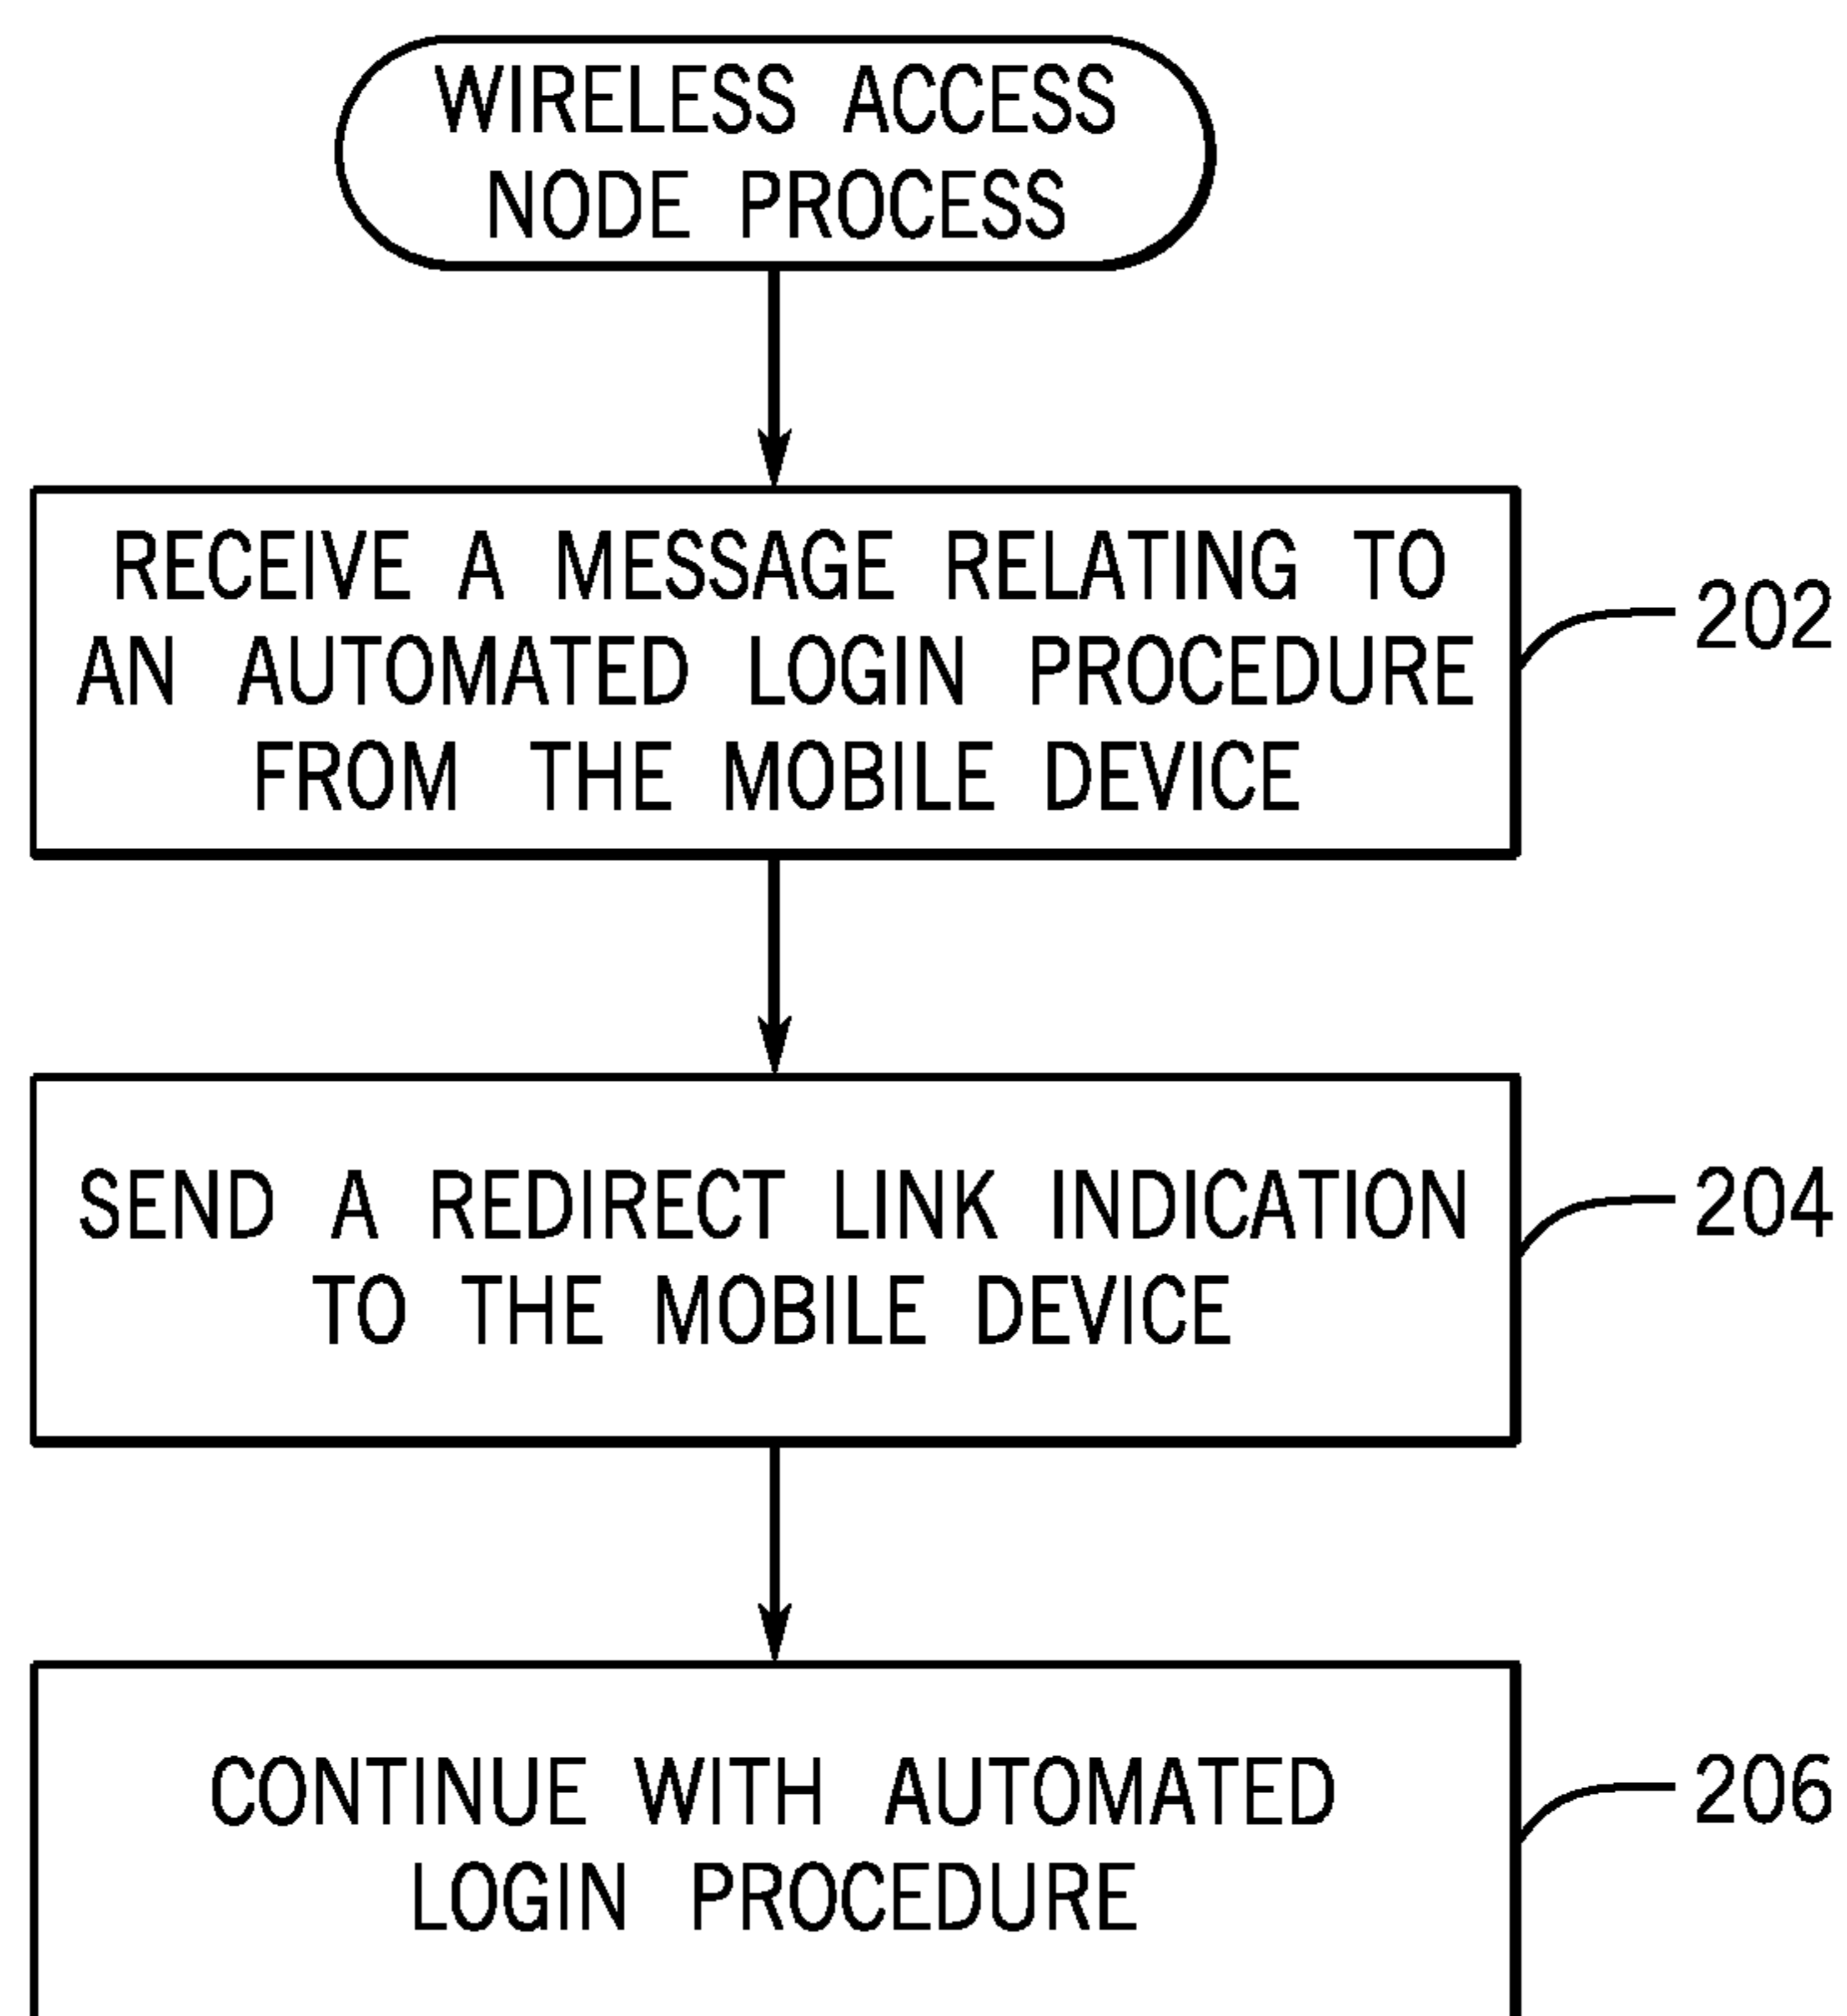 WIRELESS ACCESS
NODE PROCESS
RECEIVE A MESSAGE RELATING TO
AN AUTOMATED LOGIN PROCEDURE
FROM THE MOBILE DEVICE
202
SEND A REDIRECT LINK INDICATION
TO THE MOBILE DEVICE
204
CONTINUE WITH AUTOMATED
LOGIN PROCEDURE
206